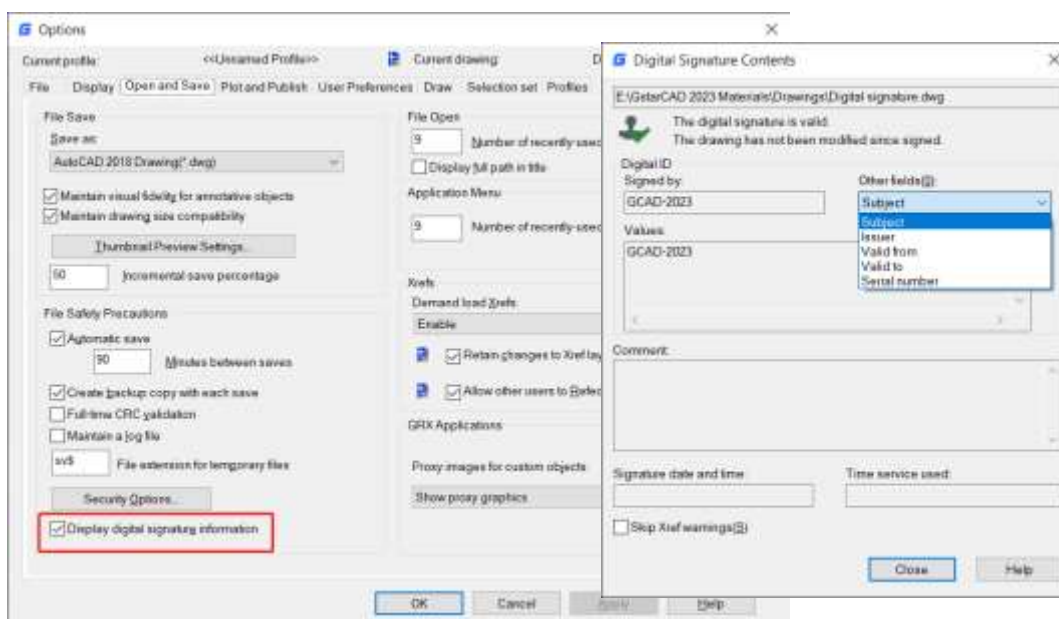 Options
Current profile: <<Unnamed Profile>> Current drawing: D
File Display Open and Save Plot and Publish User Preferences Draw Selection set Profiles
File Save
Save as:
AutoCAD 2018 Drawing(*.dwg)
Maintain visual fidelity for annotative objects
Maintain drawing size compatibility
Thumbnail Preview Settings...
50 Incremental save percentage
File Safety Precautions
Automatic save
90 Minutes between saves
Create backup copy with each save
Full-time CRC validation
Maintain a log file
sv$ File extension for temporary files
Security Options...
Display digital signature information
File Open
9 Number of recently-used
Display full path in title
Application Menu
9 Number of recently-used
Xrefs
Demand load Xrefs:
Enable
Retain changes to Xref lay
Allow other users to Refed
GRX Applications
Proxy images for custom objects:
Show proxy graphics
OK Cancel Apply Help
Digital Signature Contents
E:\GstarCAD 2023 Materials\Drawings\Digital signature.dwg
The digital signature is valid.
The drawing has not been modified since signed.
Digital ID
Signed by: Other fields(S):
GCAD-2023 Subject
Values:
GCAD-2023
Subject
Issuer
Valid from
Valid to
Serial number
Comment:
Signature date and time: Time service used:
Skip Xref warnings(S)
Close Help